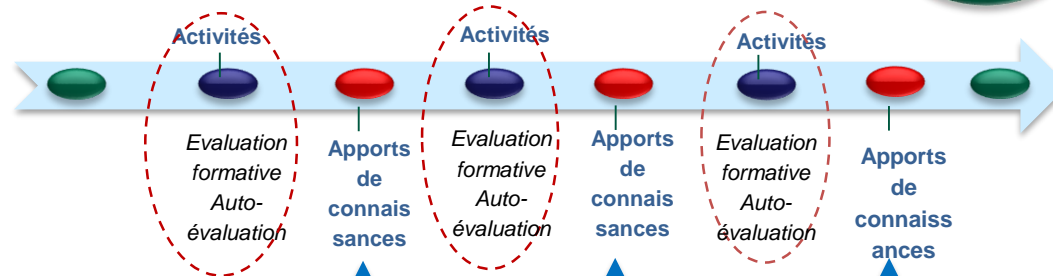 Activités
Activités
Activités
Evaluation
formative
Auto-
évaluation
Apports
de
connais
sances
Evaluation
formative
Auto-
évaluation
Apports
de
connais
sances
Evaluation
formative
Auto-
évaluation
Apports
de
connaiss
ances